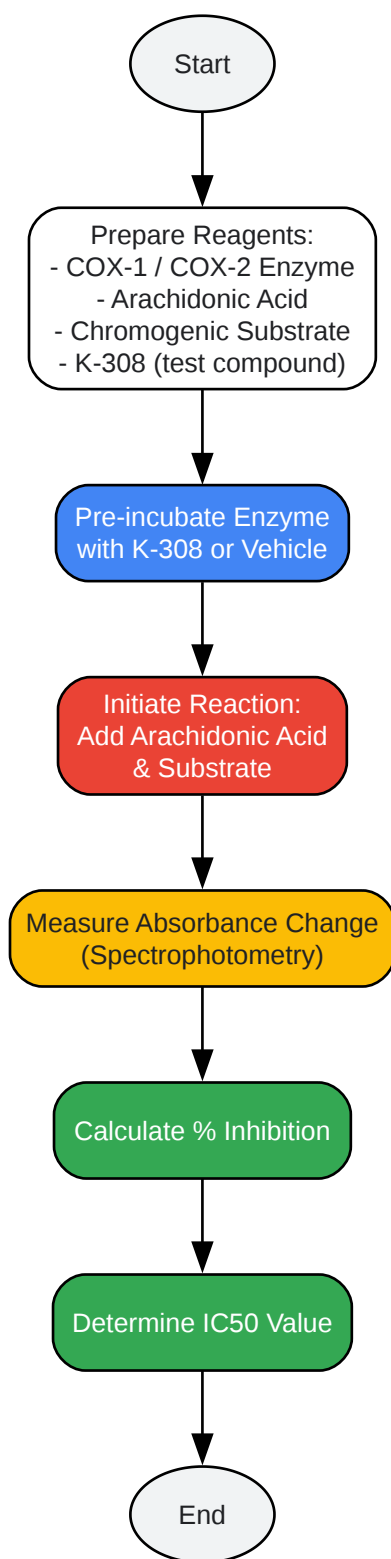 Start
Prepare Reagents:
- COX-1 / COX-2 Enzyme
- Arachidonic Acid
- Chromogenic Substrate
- K-308 (test compound)
Pre-incubate Enzyme
with K-308 or Vehicle
Initiate Reaction:
Add Arachidonic Acid
& Substrate
Measure Absorbance Change
(Spectrophotometry)
Calculate % Inhibition
Determine IC50 Value
End